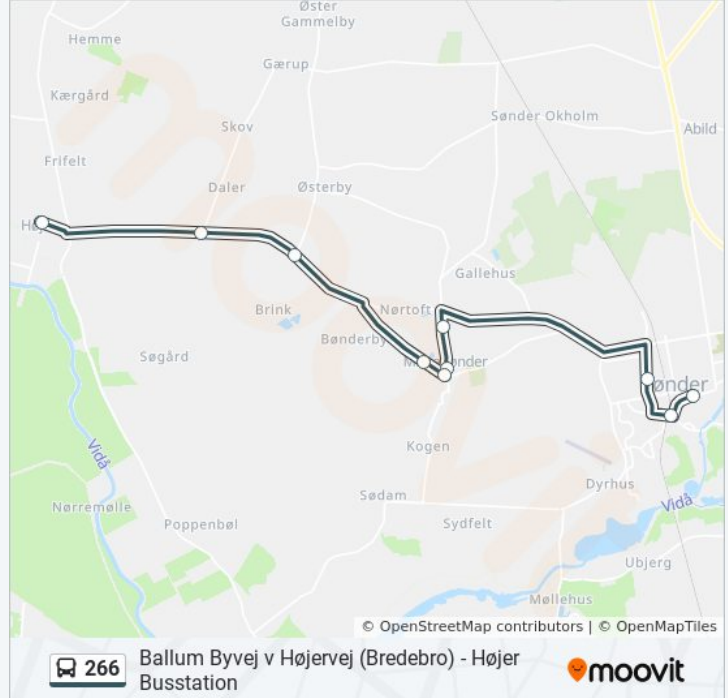 Øster
Gammelby
Hemme
Gærup
Kærgård
Sønder Okholm
Skov
Abild
Frifelt
Daler
Østerby
Gallehus
Brink
Nørtoft
Bønderby
Søgård
ønder
Kogen
Vidå
Dyrhus
Sødam
Vidå
Nørremølle
Poppenbøl
Sydfelt
Ubjerg
Møllehus
moovit
© OpenStreetMap contributors | © OpenMapTiles
266
Ballum Byvej v Højervej (Bredebro) - Højer
Busstation
moovit